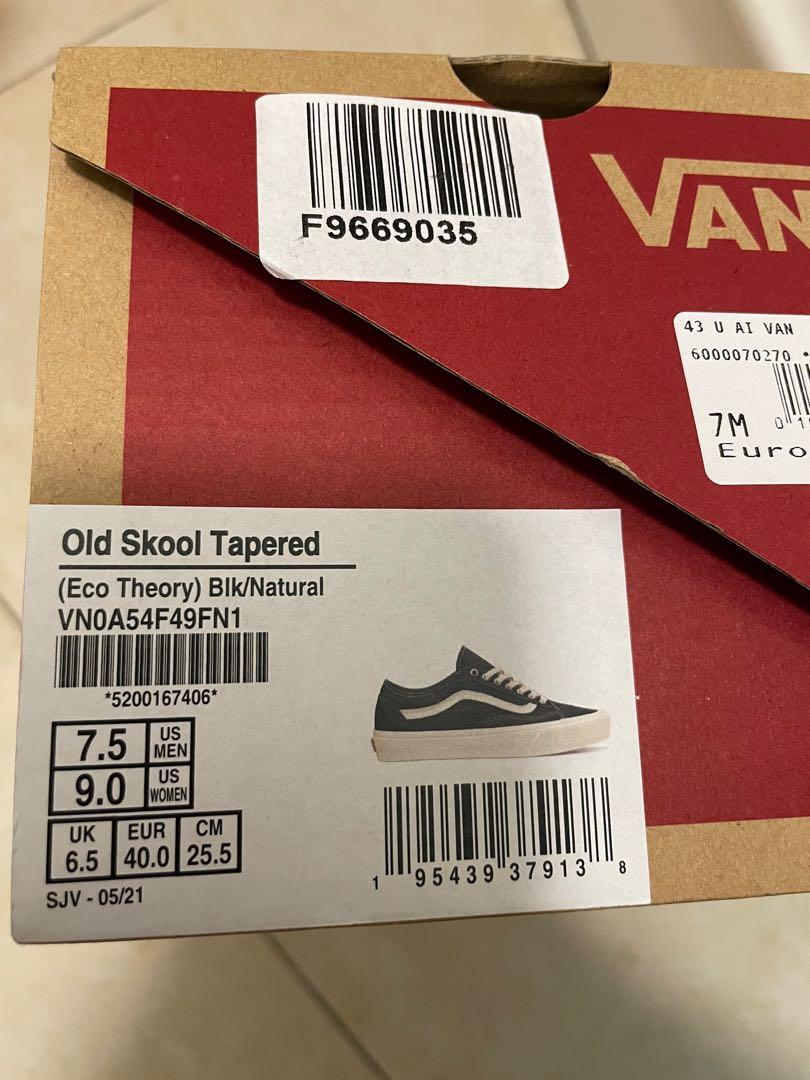 F9669035
VAN
43 U AI VAN
6000070270
7M
Euro
Old Skool Tapered
(Eco Theory) Blk/Natural
VN0A54F49FN1
*5200167406*
7.5 US MEN
9.0 US WOMEN
UK EUR CM
6.5 40.0 25.5
1 95439 37913 8
SJV - 05/21